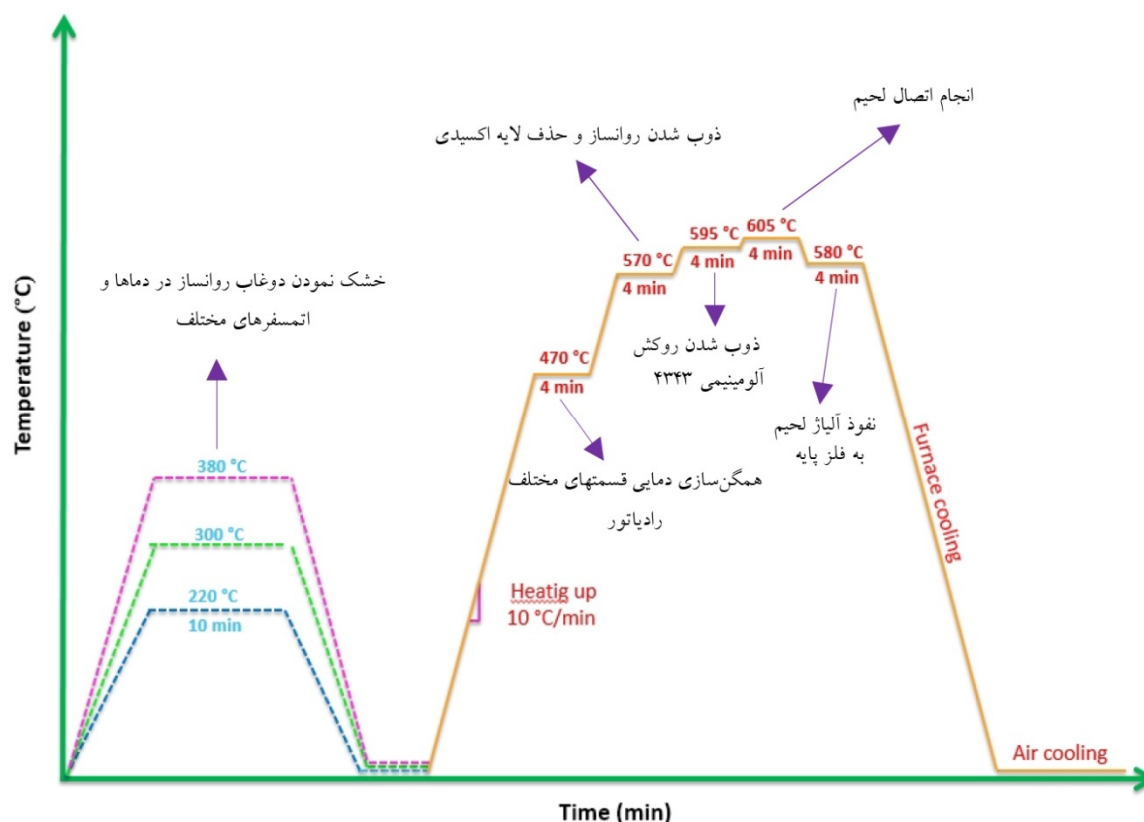 انجام اتصال لحیم
ذوب شدن روانساز و حذف لایه اکسیدی
605 °C
4 min
595 °C
4 min
570 °C
4 min
580 °C
4 min
خشک نمودن دوغاب روانساز در دماها و
اتمسفرهای مختلف
ذوب شدن روکش
آلومینیمی ۴۳۴۳
470 °C
4 min
نفوذ آلیاژ لحیم
به فلز پایه
همگن‌سازی دمایی قسمتهای مختلف
رادیاتور
380 °C
300 °C
220 °C
10 min
Heatig up
10 °C/min
Furnace cooling
Air cooling
Temperature (°C)
Time (min)